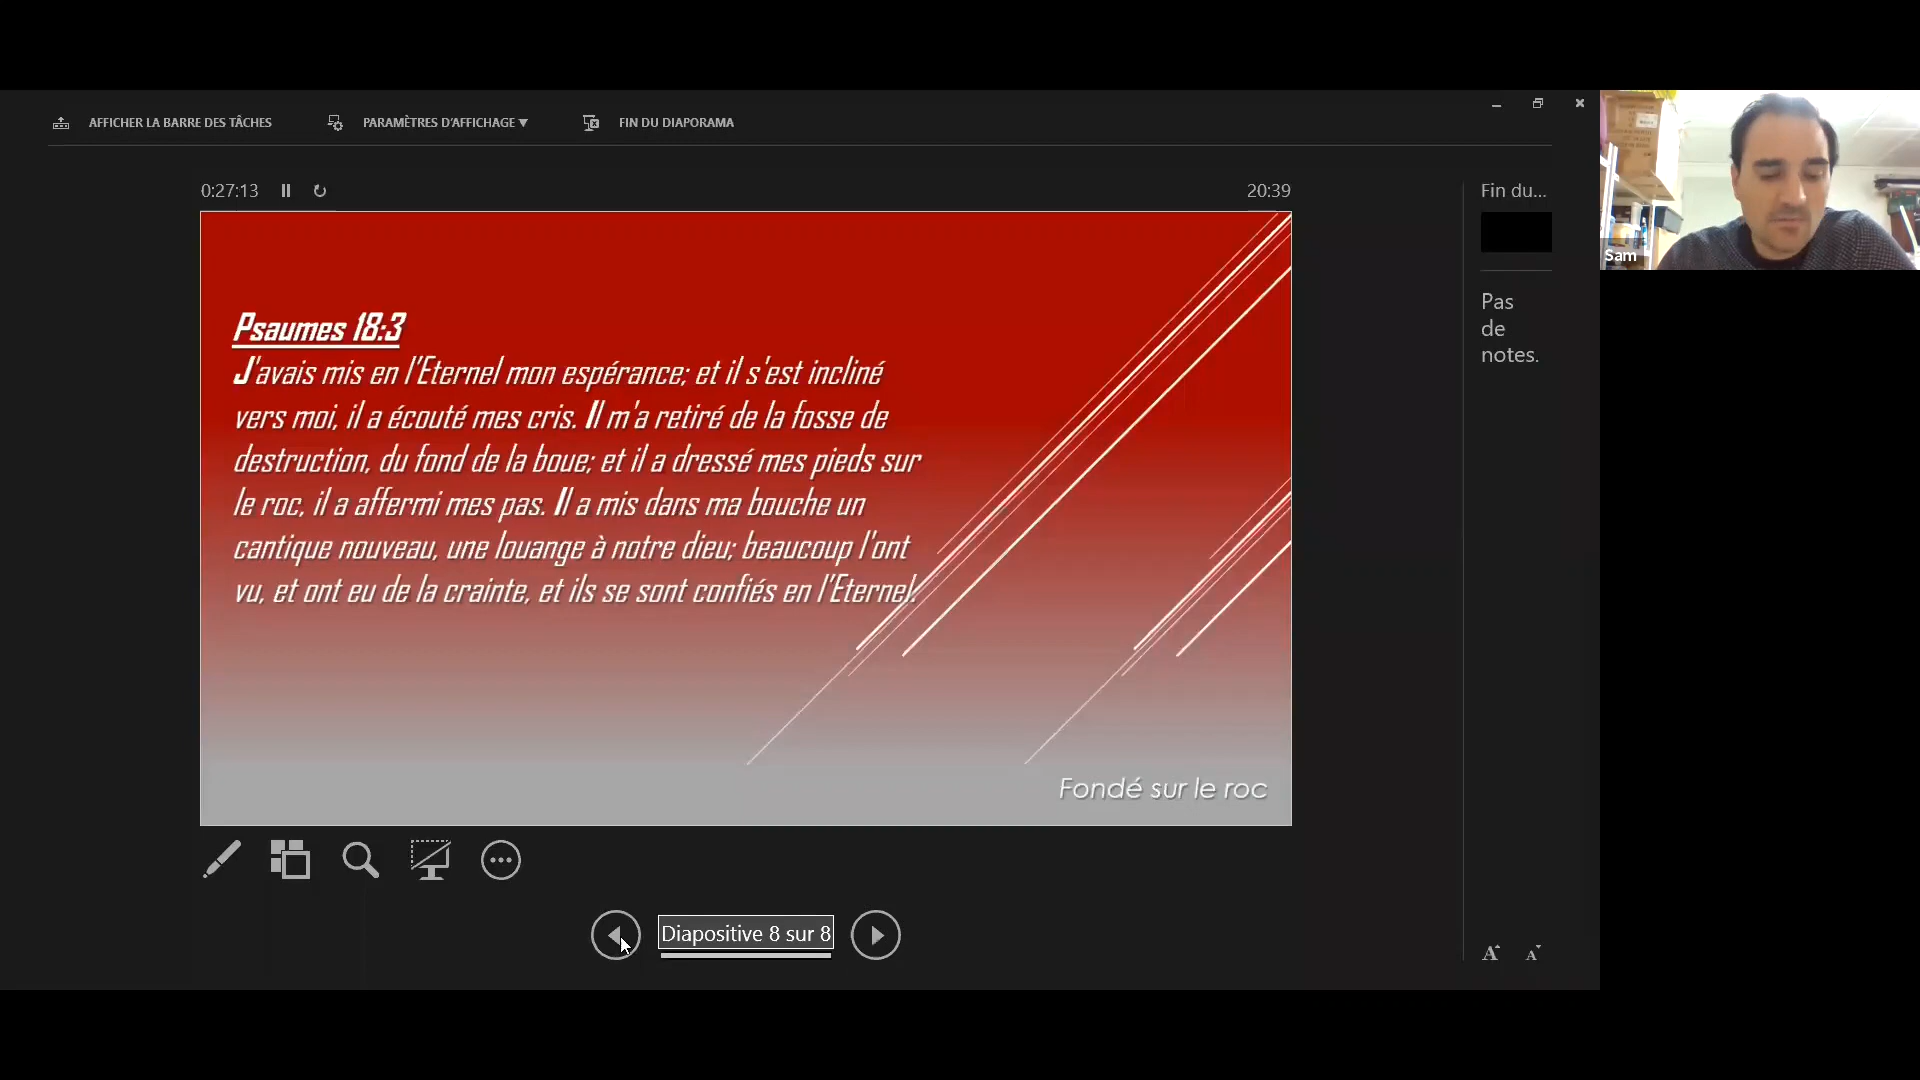 AFFICHER LA BARRE DES TÂCHES
PARAMÈTRES D'AFFICHAGE ▼
FIN DU DIAPORAMA
0:27:13
20:39
Psaumes 18:3
J'avais mis en l'Eternel mon espérance; et il s'est incliné
vers moi, il a écouté mes cris. Il m'a retiré de la fosse de
destruction, du fond de la boue; et il a dressé mes pieds sur
le roc, il a affermi mes pas. Il a mis dans ma bouche un
cantique nouveau, une louange à notre dieu; beaucoup l'ont
vu, et ont eu de la crainte, et ils se sont confiés en l'Eternel.
Fondé sur le roc
Diapositive 8 sur 8
Fin du...
Pas
de
notes.
A
A
Sam